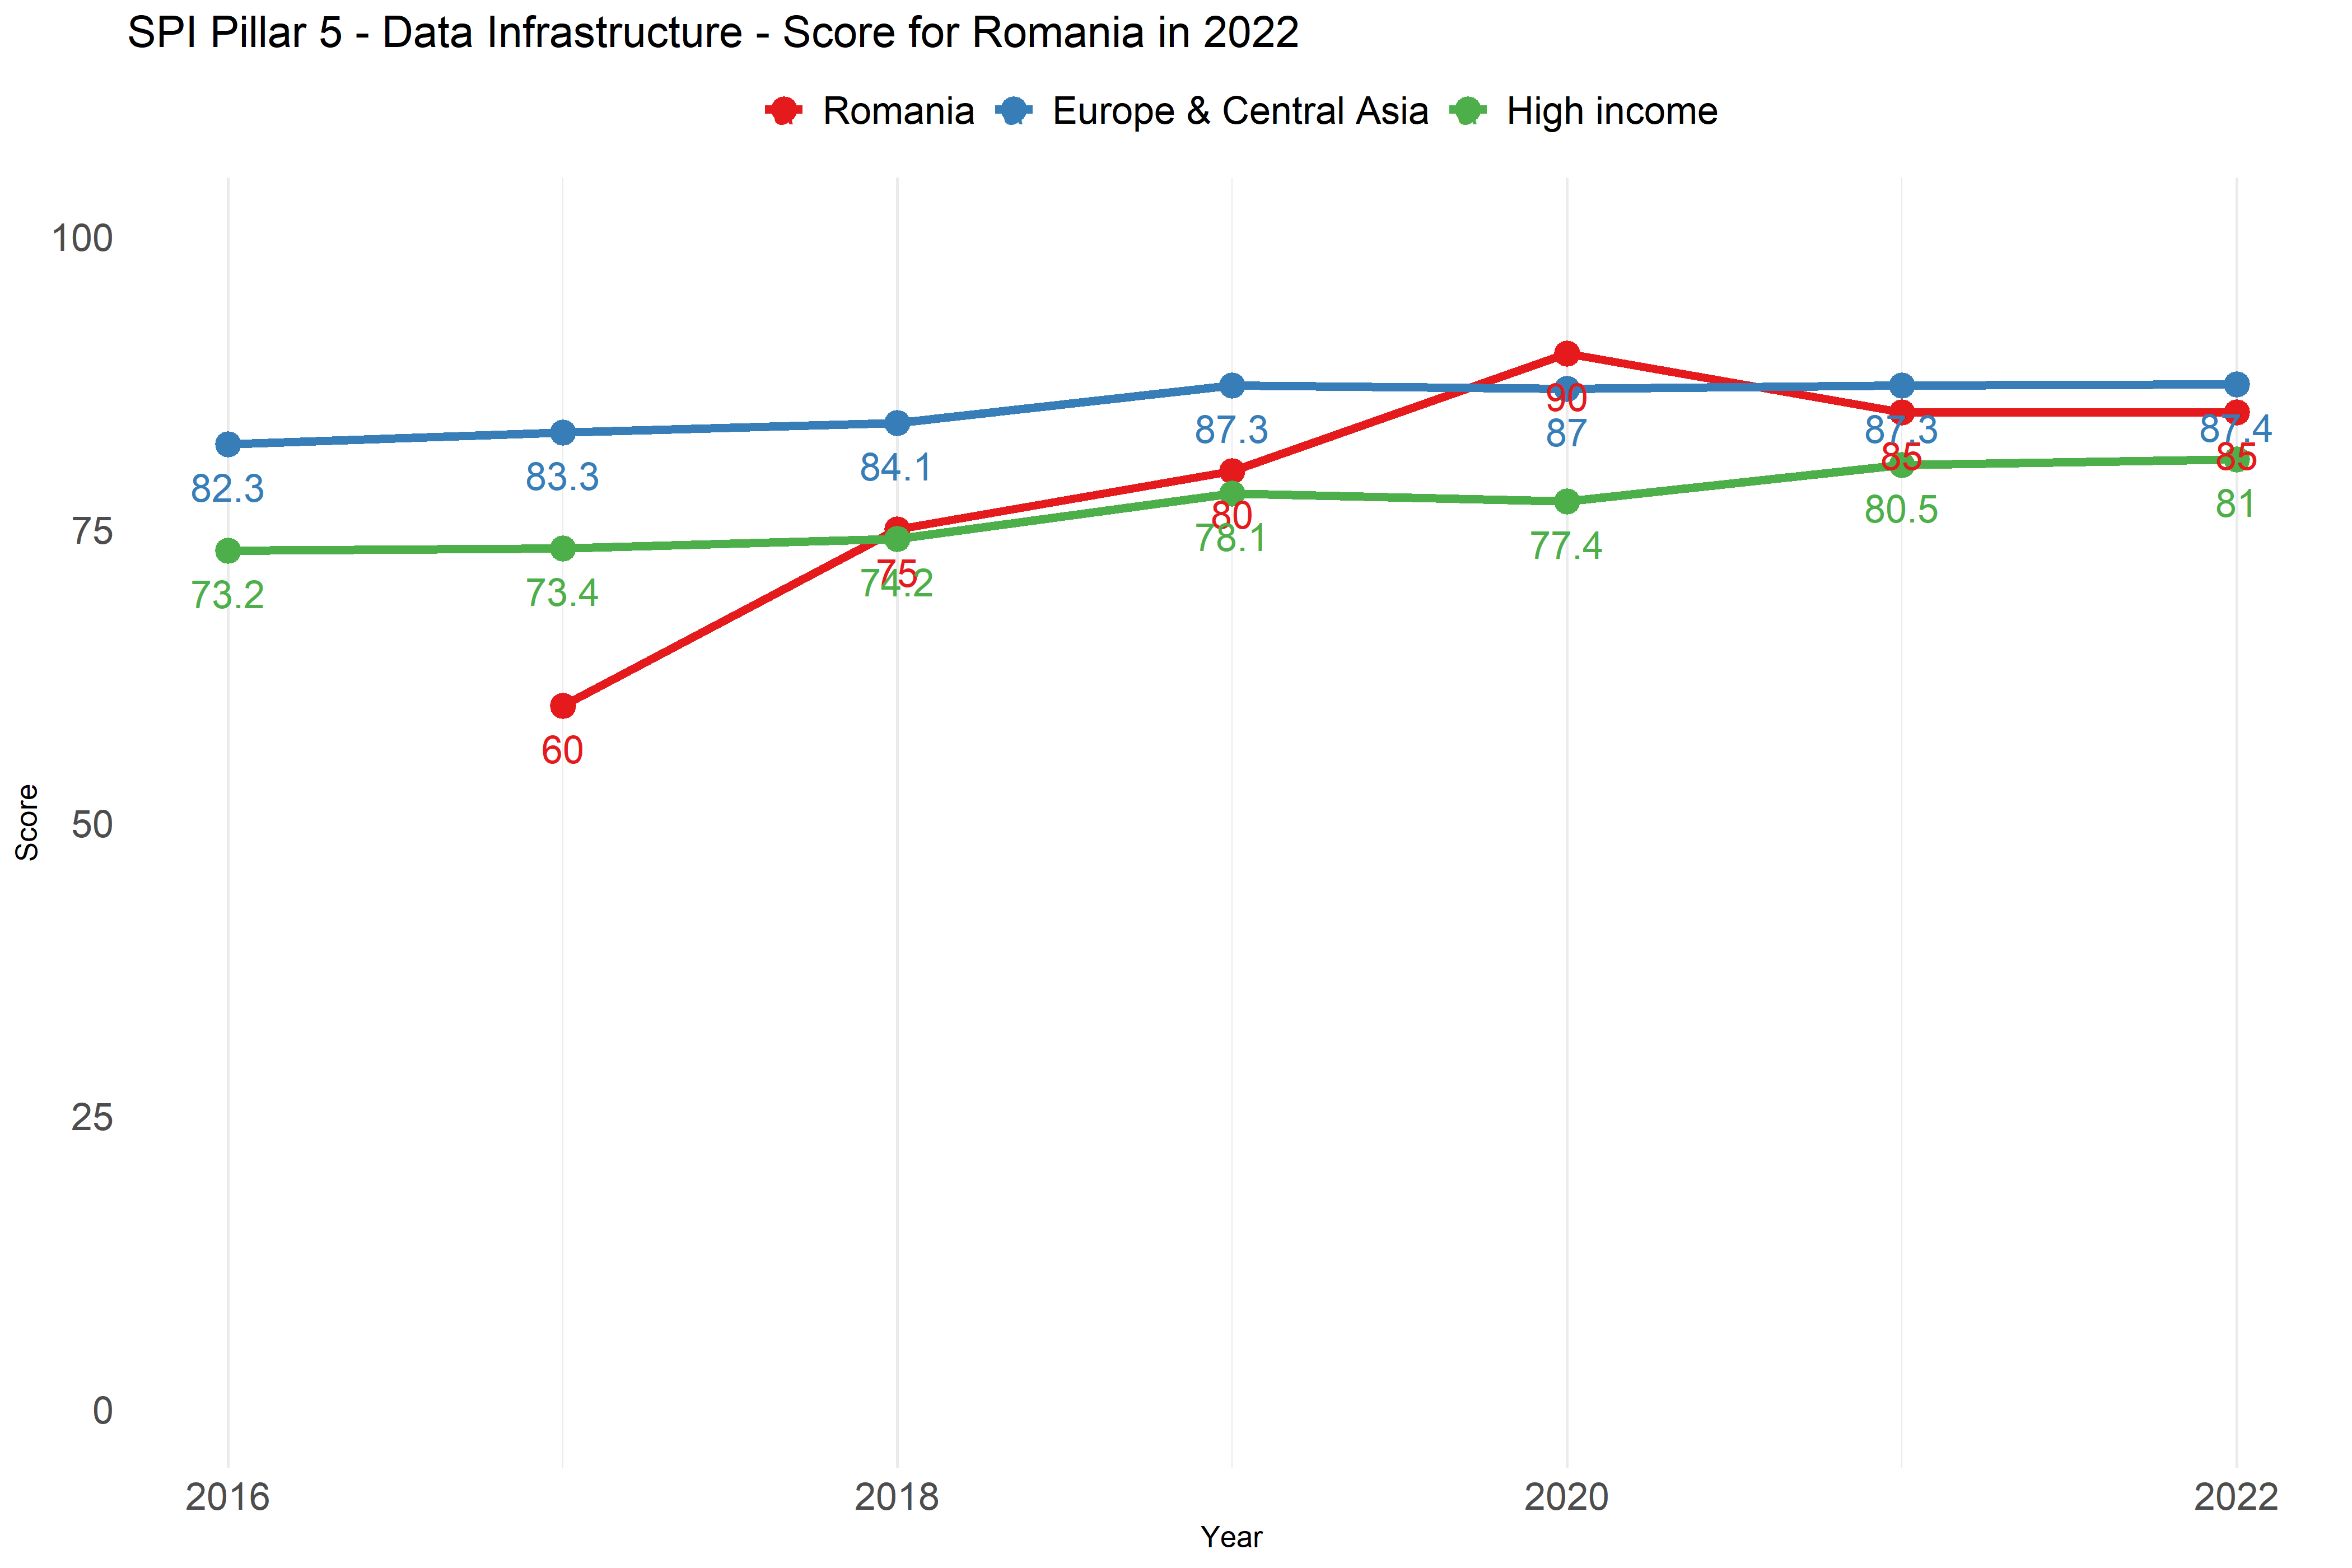 SPI Pillar 5 - Data Infrastructure - Score for Romania in 2022
Romania Europe & Central Asia High income
100
75
50
25
0
Score
82.3 83.3 84.1 87.3 90 87 87.3 87.4
85 85
73.2 73.4 75 74.2 80 78.1 77.4 80.5 81
60
2016 2018 2020 2022
Year